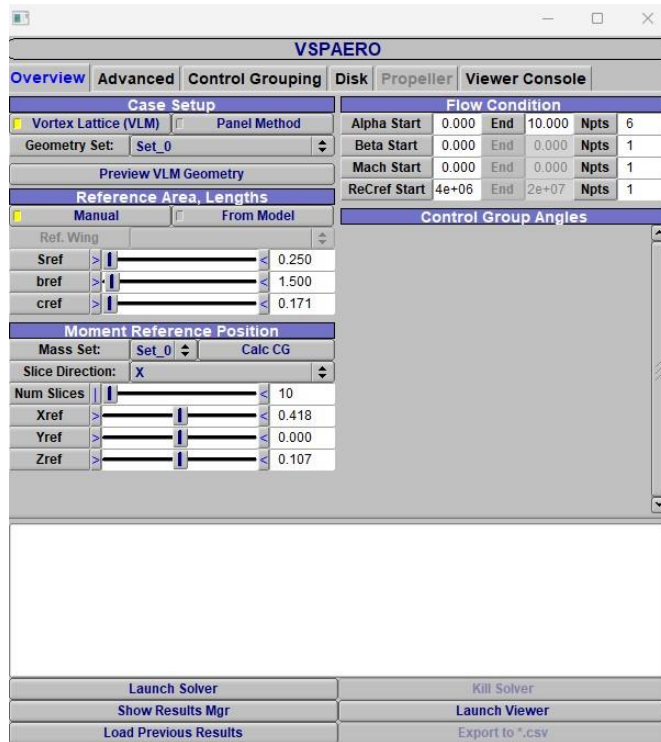 VSPAERO
Overview Advanced Control Grouping Disk Propeller Viewer Console
Case Setup
Vortex Lattice (VLM) Panel Method
Geometry Set: Set_0
Preview VLM Geometry
Reference Area, Lengths
Manual From Model
Ref. Wing
Sref > < 0.250
bref > < 1.500
cref > < 0.171
Moment Reference Position
Mass Set: Set_0 Calc CG
Slice Direction: X
Num Slices | < 10
Xref > < 0.418
Yref > < 0.000
Zref > < 0.107
Flow Condition
Alpha Start 0.000 End 10.000 Npts 6
Beta Start 0.000 End 0.000 Npts 1
Mach Start 0.000 End 0.000 Npts 1
ReCref Start 4e+06 End 2e+07 Npts 1
Control Group Angles
Launch Solver Kill Solver
Show Results Mgr Launch Viewer
Load Previous Results Export to *.csv